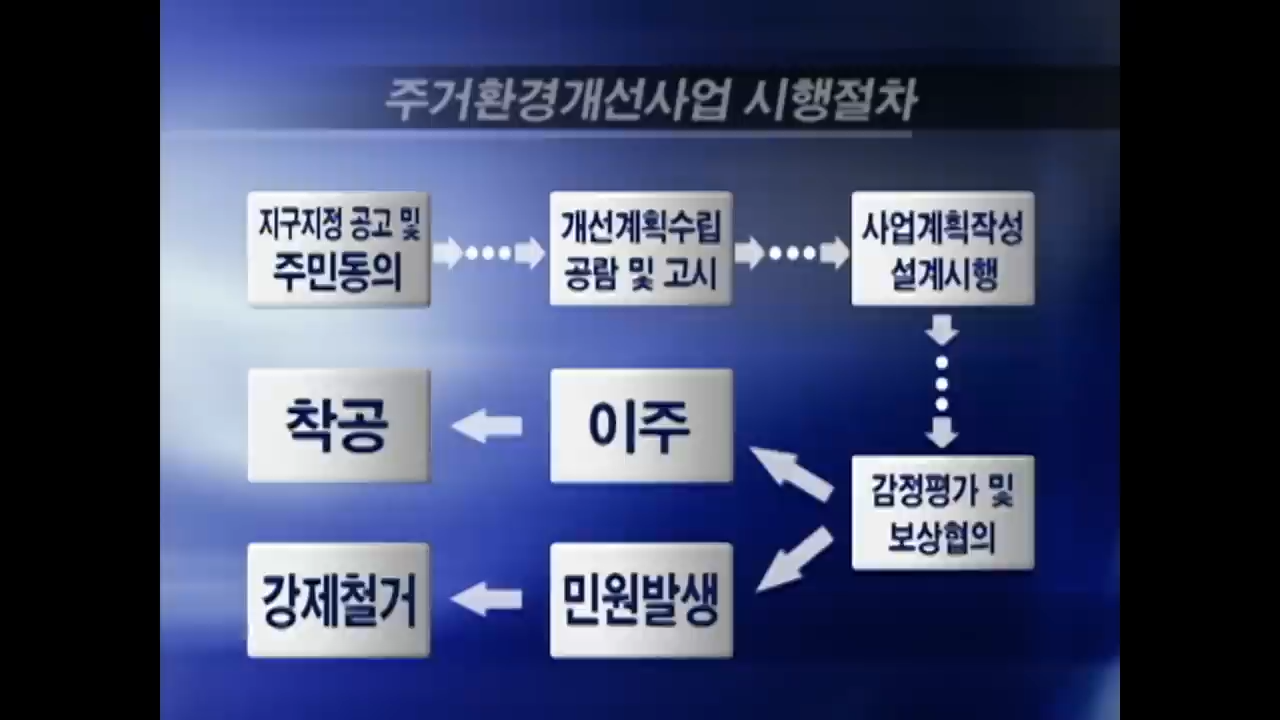 주거환경개선사업 시행절차
지구지정 공고 및
주민동의
개선계획수립
공람 및 고시
사업계획작성
설계시행
감정평가 및
보상협의
이주
착공
민원발생
강제철거